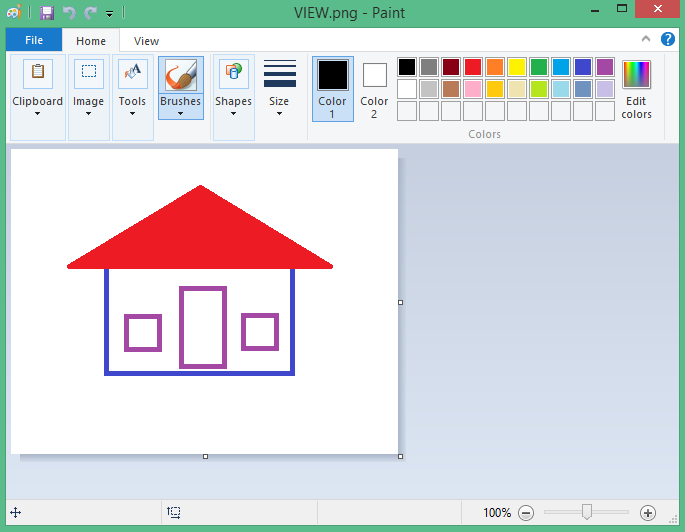 VIEW.png - Paint
File Home View
Clipboard Image Tools Brushes Shapes Size Color 1 Color 2 Edit colors
Colors
100%